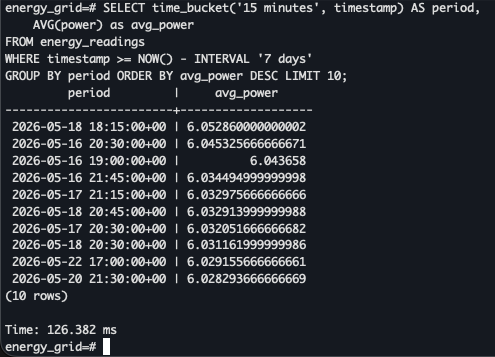 energy_grid=# SELECT time_bucket('15 minutes', timestamp) AS period,
    AVG(power) as avg_power
FROM energy_readings
WHERE timestamp >= NOW() - INTERVAL '7 days'
GROUP BY period ORDER BY avg_power DESC LIMIT 10;
         period         |     avg_power
------------------------+-------------------
 2026-05-18 18:15:00+00 | 6.052860000000002
 2026-05-16 20:30:00+00 | 6.045325666666671
 2026-05-16 19:00:00+00 |          6.043658
 2026-05-16 21:45:00+00 | 6.034494999999998
 2026-05-17 21:15:00+00 | 6.032975666666666
 2026-05-18 20:45:00+00 | 6.032913999999988
 2026-05-17 20:30:00+00 | 6.032051666666682
 2026-05-18 20:30:00+00 | 6.031161999999986
 2026-05-22 17:00:00+00 | 6.029155666666661
 2026-05-20 21:30:00+00 | 6.028293666666669
(10 rows)

Time: 126.382 ms
energy_grid=#